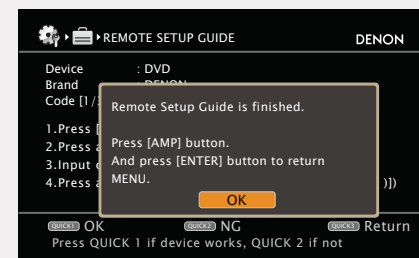 REMOTE SETUP GUIDE
DENON
Device : DVD
Brand : DENON
Code [1/
1.Press [
2.Press a
3.Input c
4.Press a )])
Remote Setup Guide is finished.
Press [AMP] button.
And press [ENTER] button to return
MENU.
OK
QUICK1 OK QUICK2 NG QUICK3 Return
Press QUICK 1 if device works, QUICK 2 if not